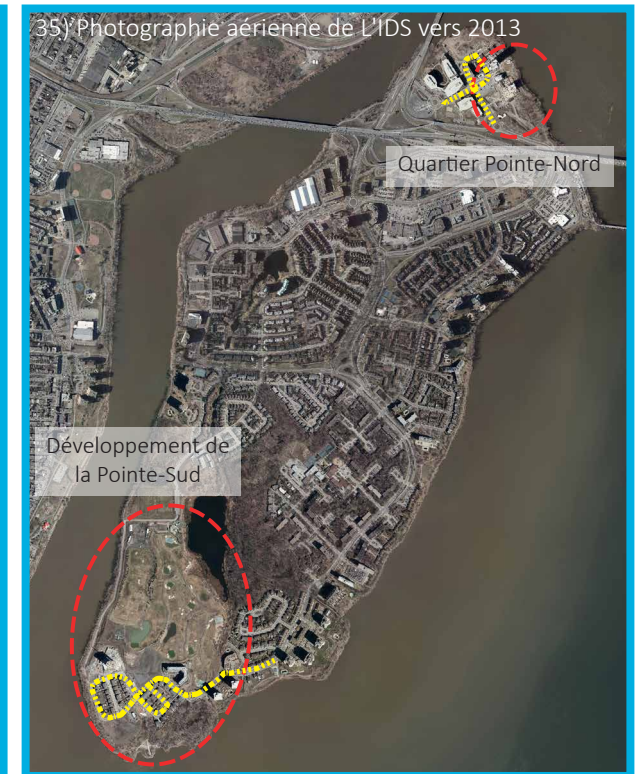 35) Photographie aérienne de L'IDS vers 2013
Quartier Pointe-Nord
Développement de
la Pointe-Sud